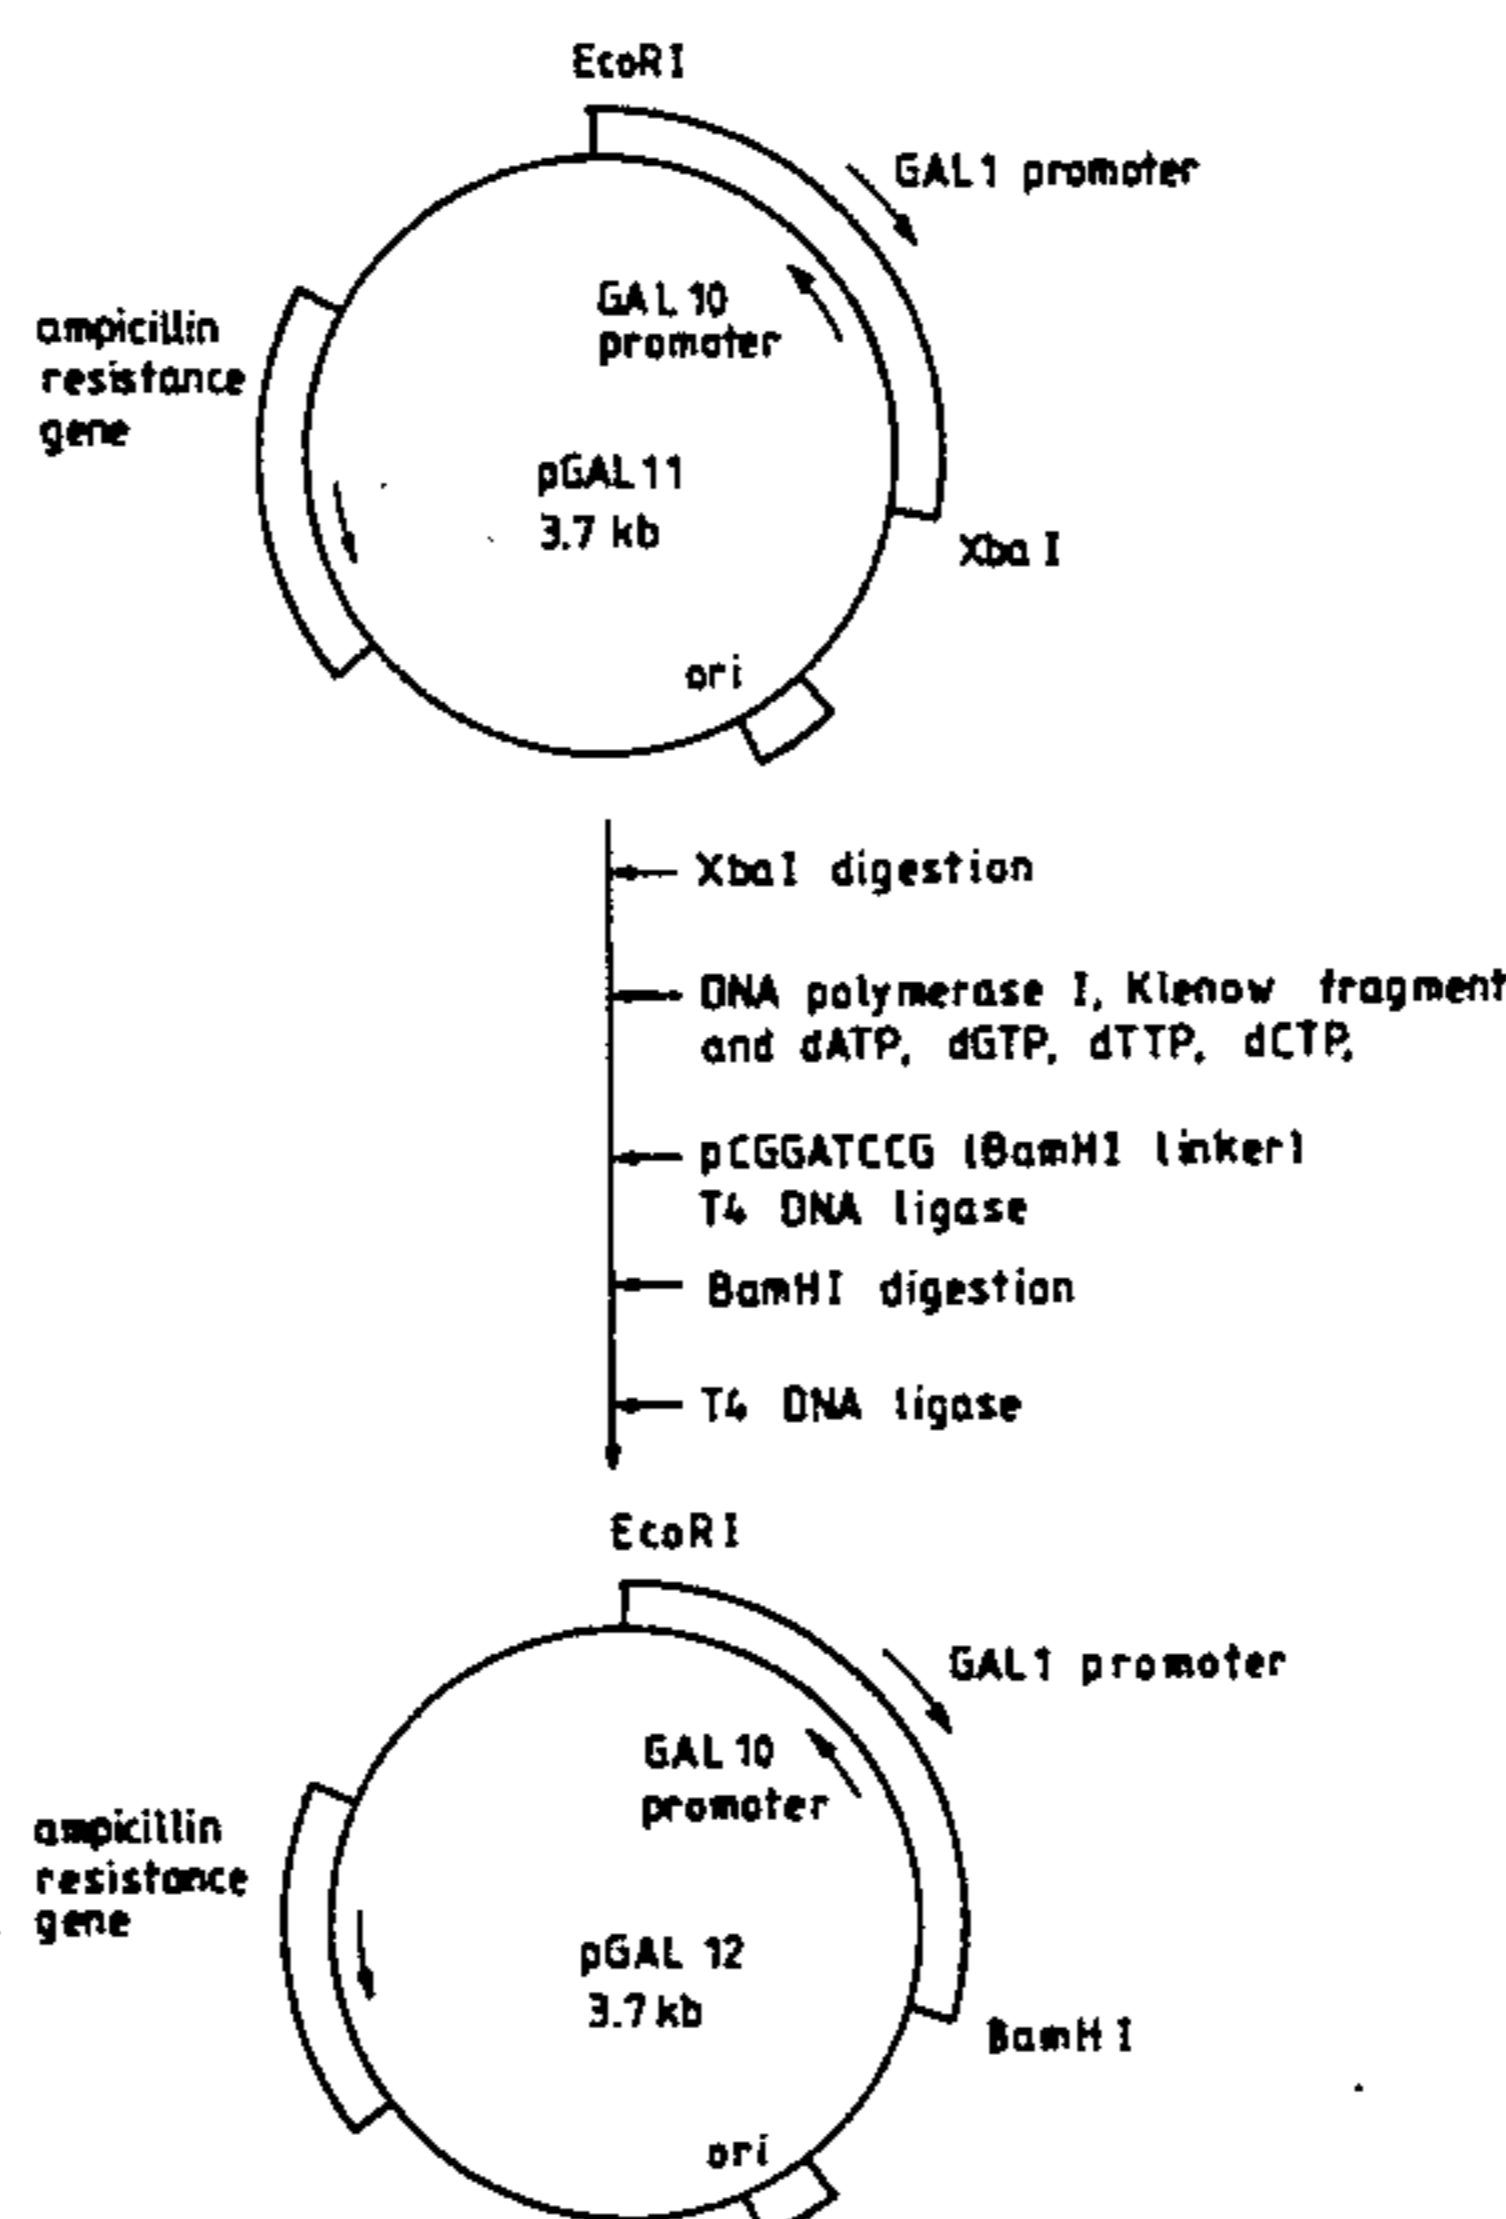 EcoRI
GAL1 promoter
GAL 10
promoter
ampicillin
resistance
gene
pGAL 11
3.7 kb
Xba I
ori
XbaI digestion
DNA polymerase I, Klenow fragment
and dATP, dGTP, dTTP, dCTP,
pCGGATCCG (BamHI linker)
T4 DNA ligase
BamHI digestion
T4 DNA ligase
EcoRI
GAL1 promoter
GAL 10
promoter
ampicillin
resistance
gene
pGAL 12
3.7 kb
BamH I
ori